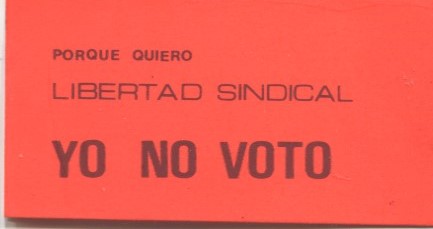 PORQUE QUIERO
LIBERTAD SINDICAL
YO NO VOTO